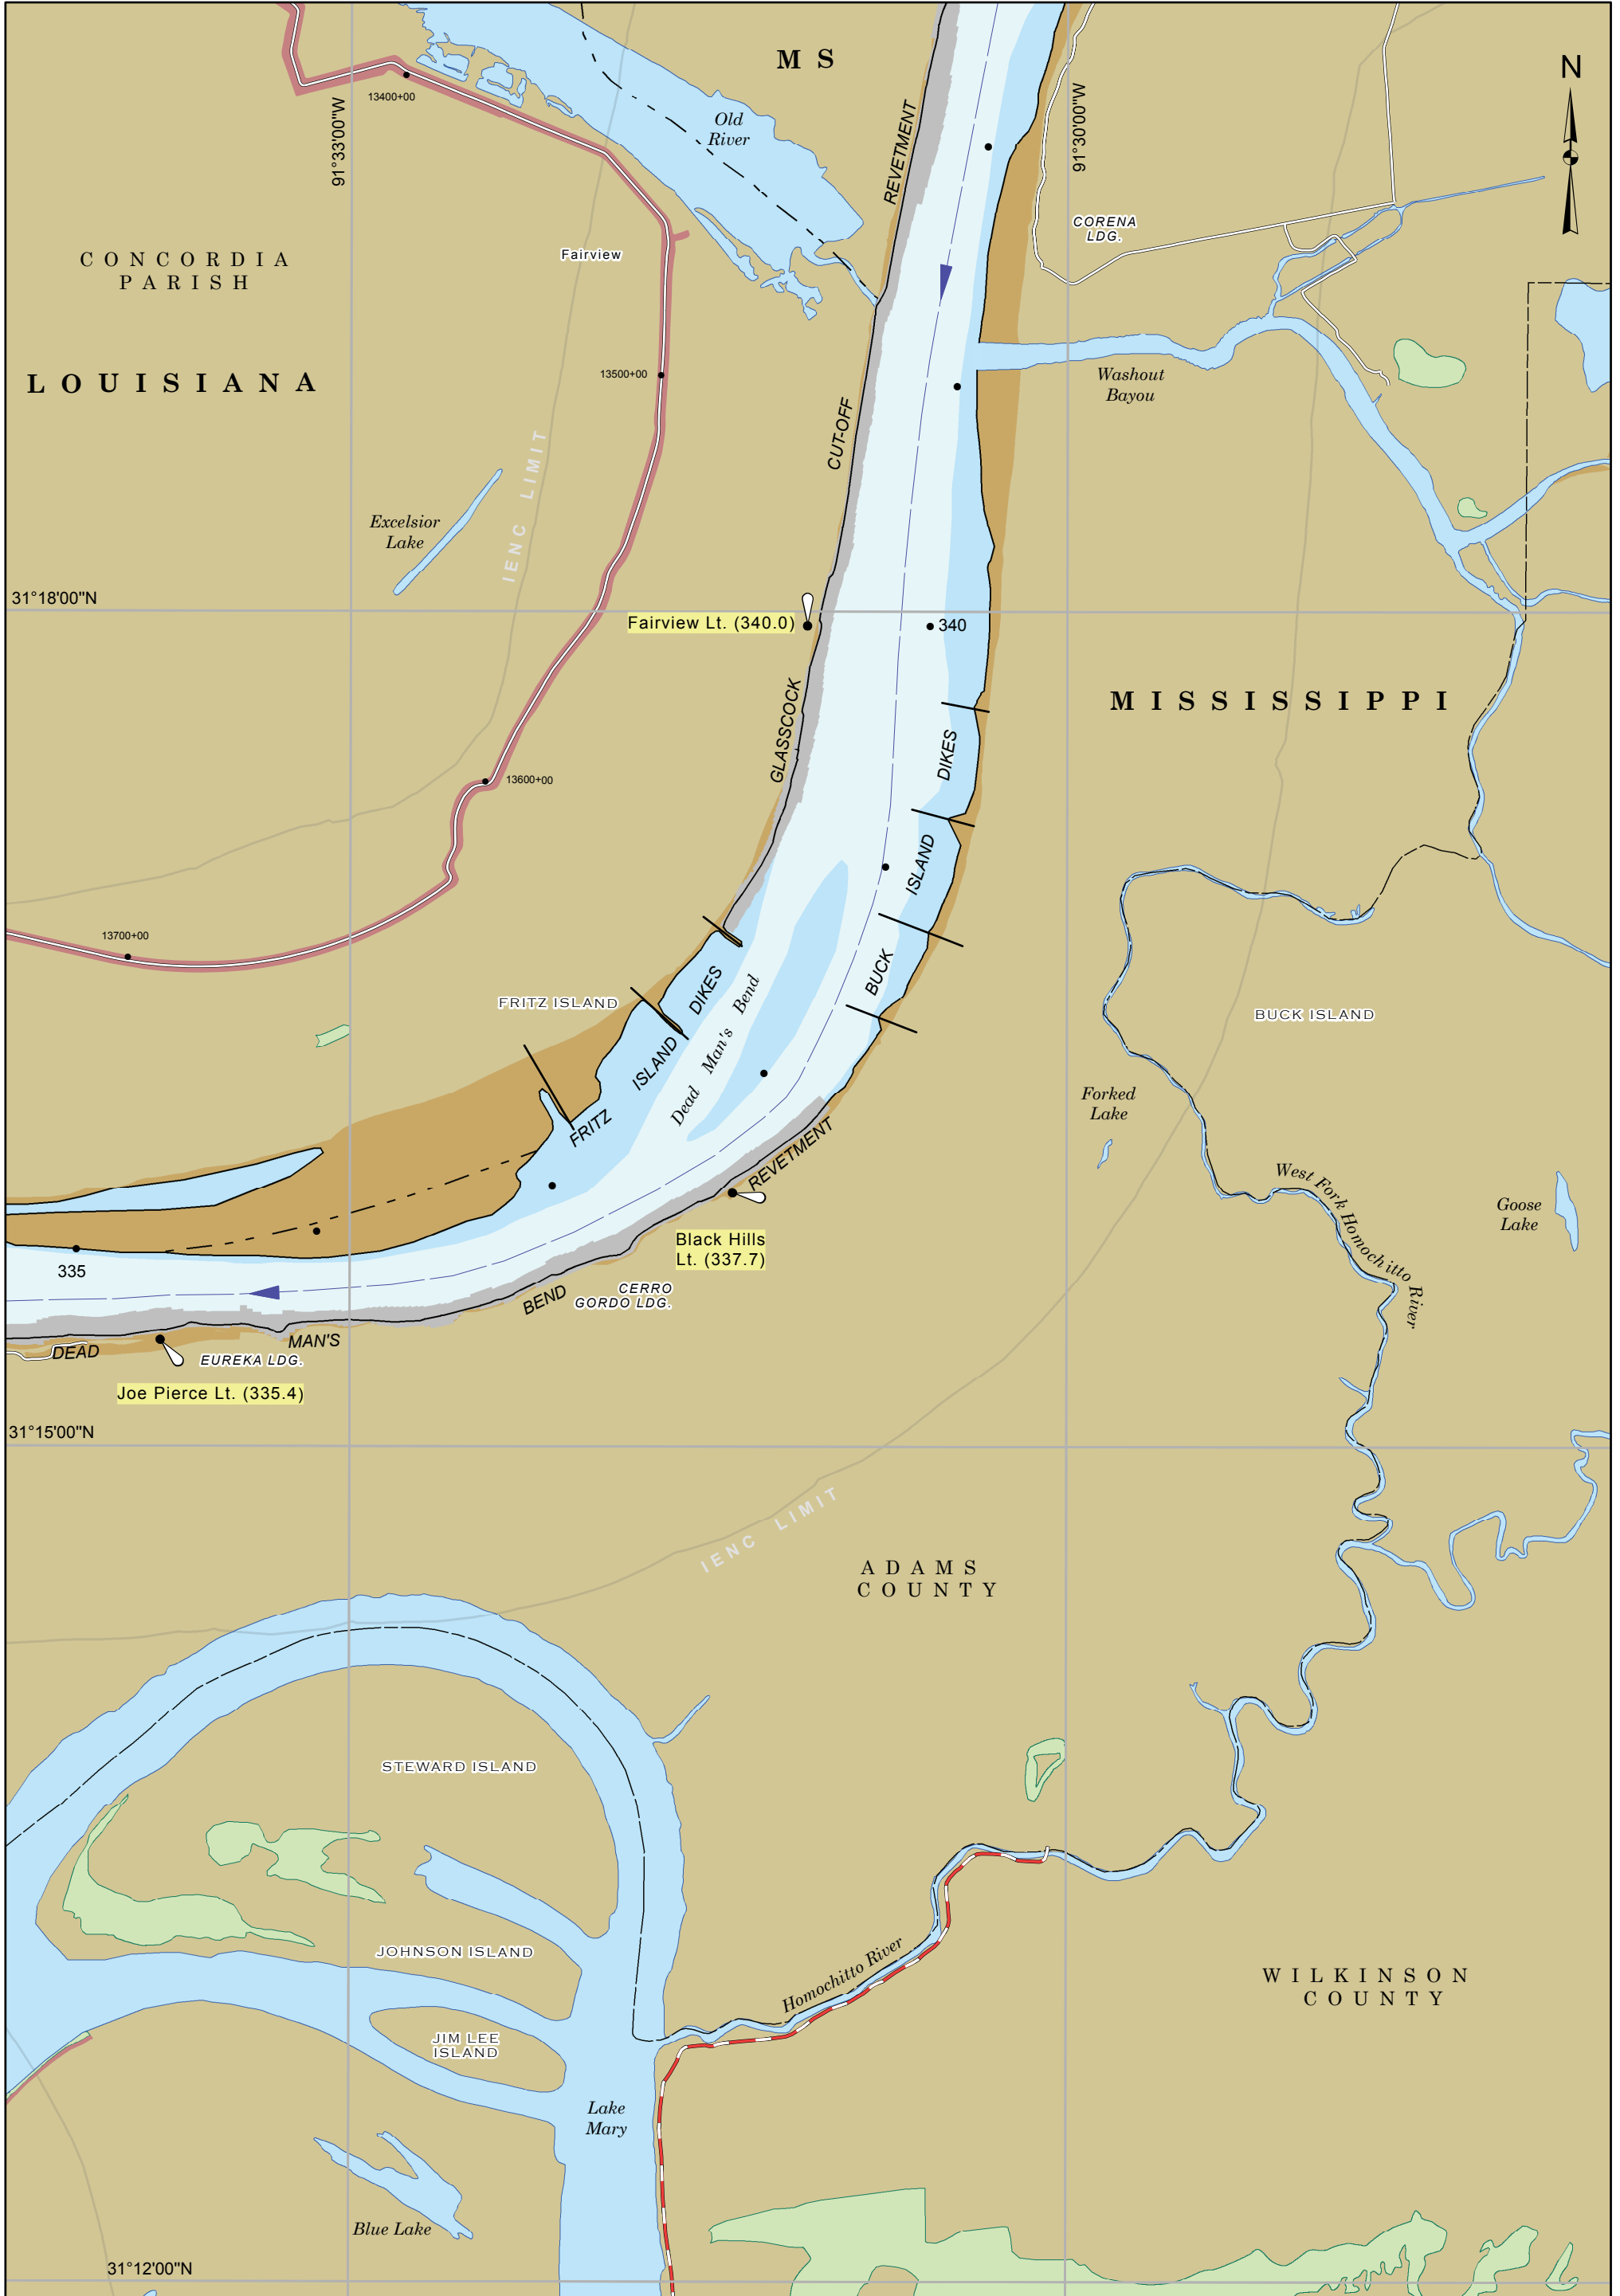 M S
N
13400+00
91°33'00"W
91°30'00"W
Old
River
REVETMENT
CORENA
LDG.
Fairview
CONCORDIA
PARISH
LOUISIANA
13500+00
Washout
Bayou
CUT-OFF
IENC LIMIT
Excelsior
Lake
31°18'00"N
Fairview Lt. (340.0)
340
MISSISSIPPI
GLASSCOCK
DIKES
13600+00
ISLAND
13700+00
BUCK
FRITZ ISLAND
DIKES
Dead Man's Bend
BUCK ISLAND
ISLAND
Forked
Lake
FRITZ
REVETMENT
West Fork Homochitto River
Goose
Lake
Black Hills
Lt. (337.7)
335
CERRO
GORDO LDG.
BEND
MAN'S
DEAD
EUREKA LDG.
Joe Pierce Lt. (335.4)
31°15'00"N
IENC LIMIT
ADAMS
COUNTY
STEWARD ISLAND
JOHNSON ISLAND
Homochitto River
WILKINSON
COUNTY
JIM LEE
ISLAND
Lake
Mary
Blue Lake
31°12'00"N